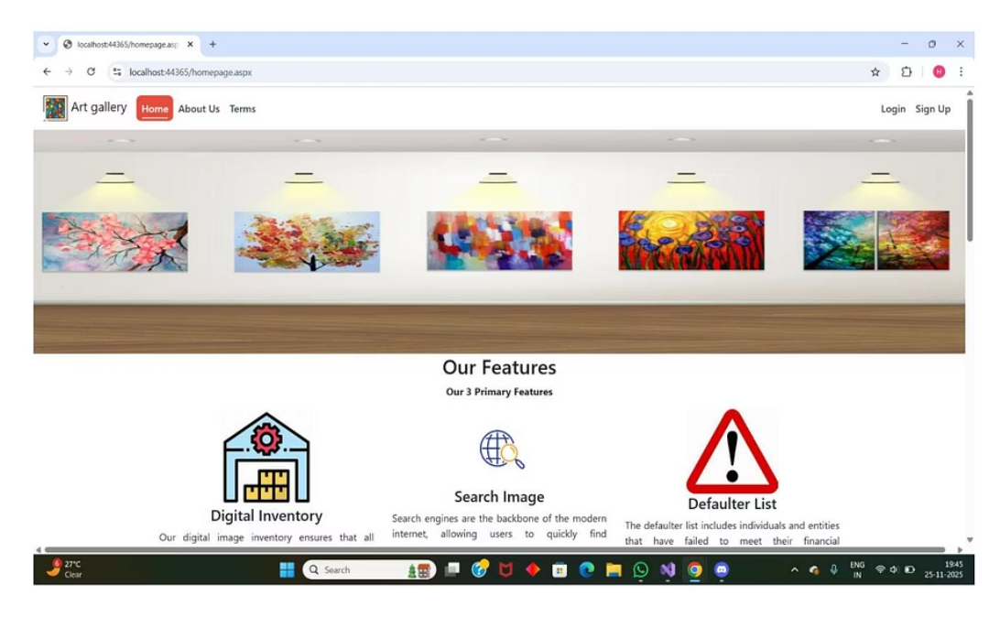 localhost:44365/homepage.asp
localhost:44365/homepage.aspx
H
Art gallery Home About Us Terms Login Sign Up
Our Features
Our 3 Primary Features
Digital Inventory
Our digital image inventory ensures that all
Search Image
Search engines are the backbone of the modern
internet, allowing users to quickly find
Defaulter List
The defaulter list includes individuals and entities
that have failed to meet their financial
6
27°C
Clear
Search
ENG
IN
19:45
25-11-2025